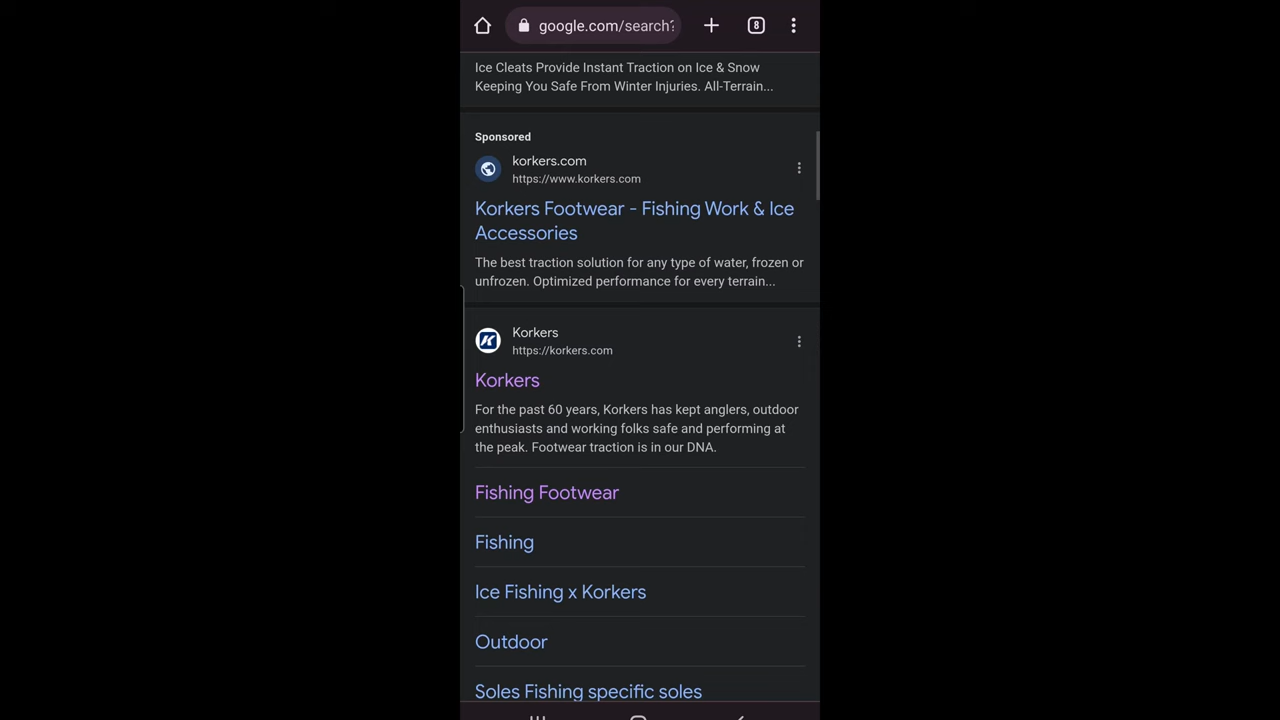 google.com/search?
8
Ice Cleats Provide Instant Traction on Ice & Snow
Keeping You Safe From Winter Injuries. All-Terrain...
Sponsored
korkers.com
https://www.korkers.com
Korkers Footwear - Fishing Work & Ice
Accessories
The best traction solution for any type of water, frozen or
unfrozen. Optimized performance for every terrain...
Korkers
https://korkers.com
Korkers
For the past 60 years, Korkers has kept anglers, outdoor
enthusiasts and working folks safe and performing at
the peak. Footwear traction is in our DNA.
Fishing Footwear
Fishing
Ice Fishing x Korkers
Outdoor
Soles Fishing specific soles